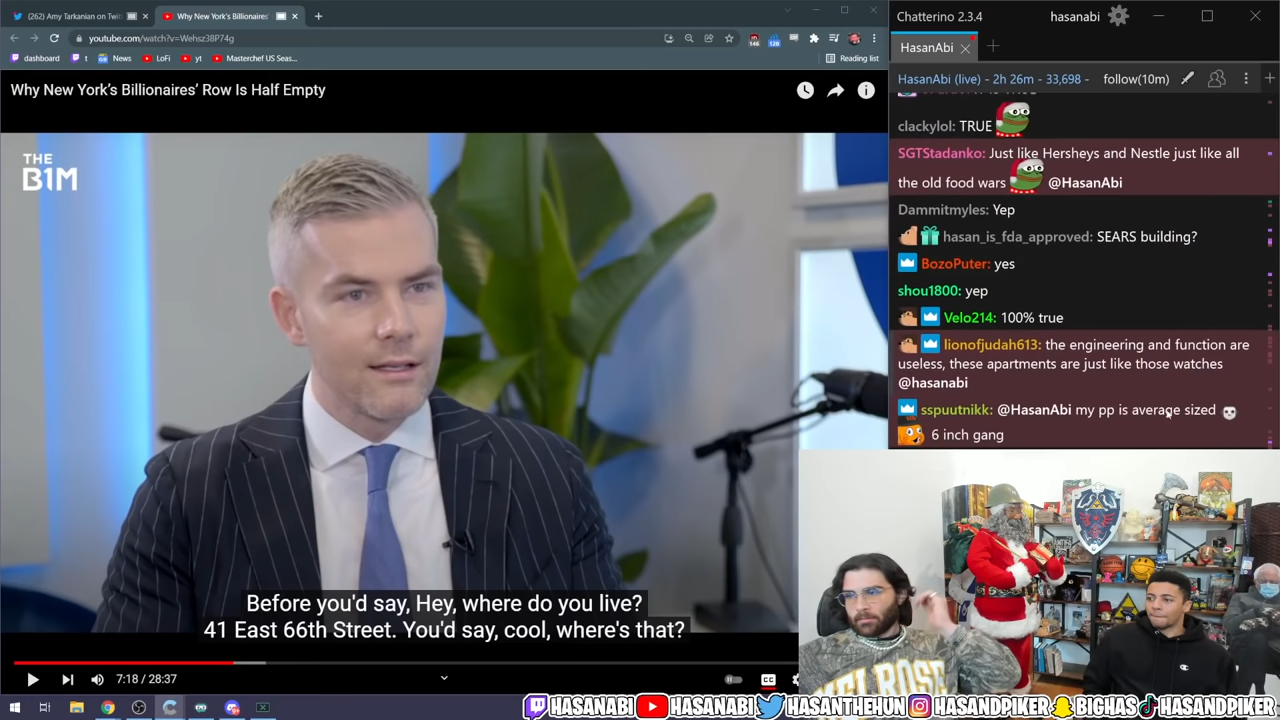 (262) Amy Tarkanian on Twit
Why New York's Billionaires'
youtube.com/watch?v=Wehsz38P74g
146
120
dashboard
t
News
LoFi
yt
Masterchef US Seas...
Reading list
Why New York's Billionaires' Row Is Half Empty
THE
B1M
Before you'd say, Hey, where do you live?
41 East 66th Street. You'd say, cool, where's that?
7:18 / 28:37
CC
Chatterino 2.3.4
hasanabi
HasanAbi
HasanAbi (live) - 2h 26m - 33,698 -
follow(10m)
clackylol: TRUE
SGTStadanko: Just like Hersheys and Nestle just like all
the old food wars @HasanAbi
Dammitmyles: Yep
hasan_is_fda_approved: SEARS building?
BozoPuter: yes
shou1800: yep
Velo214: 100% true
lionofjudah613: the engineering and function are
useless, these apartments are just like those watches
@hasanabi
sspuutnikk: @HasanAbi my pp is average sized
6 inch gang
HASANABI
HASANABI
HASANTHEHUN
HASANDPIKER
BIGHAS
HASANDPIKER